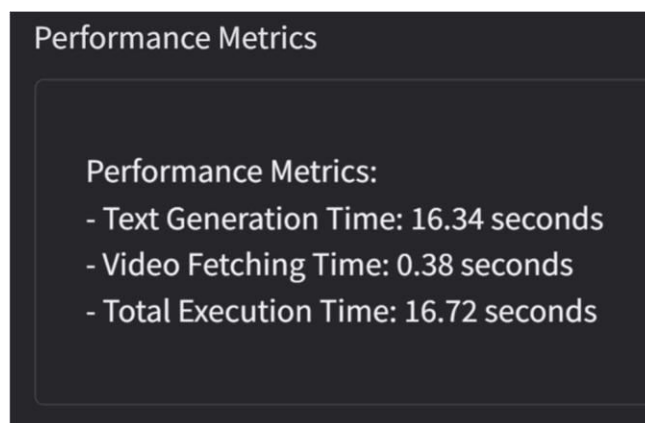 Performance Metrics
Performance Metrics:
- Text Generation Time: 16.34 seconds
- Video Fetching Time: 0.38 seconds
- Total Execution Time: 16.72 seconds